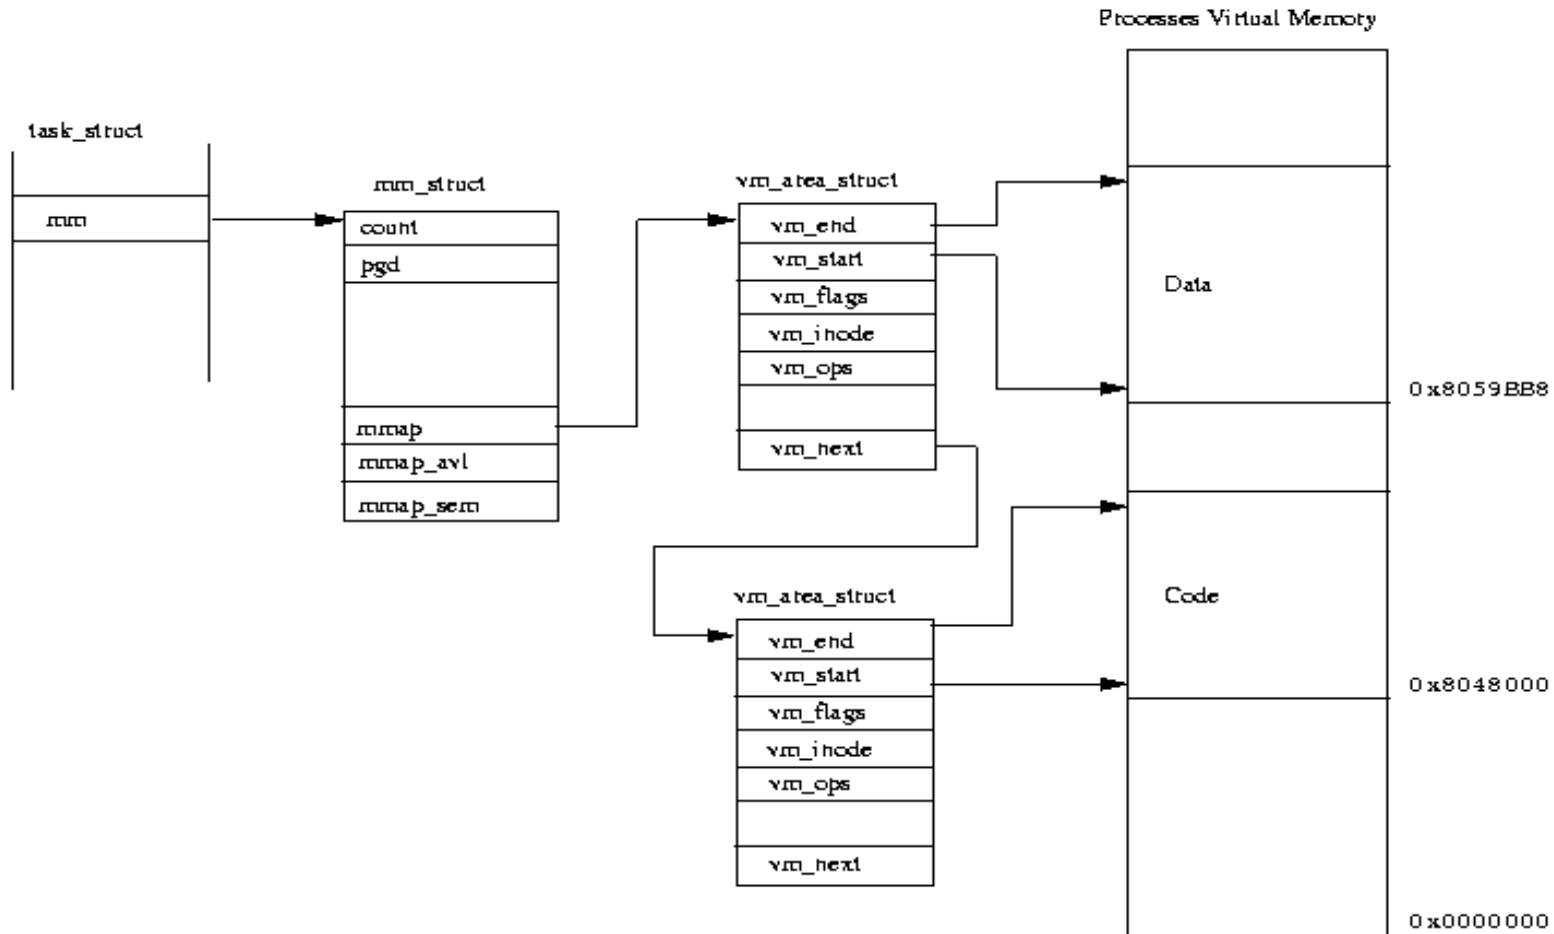 Processes Virtual Memory
task_struct
mm
mm_struct
count
pgd
mmap
mmap_avl
mmap_sem
vm_area_struct
vm_end
vm_start
vm_flags
vm_inode
vm_ops
vm_next
vm_area_struct
vm_end
vm_start
vm_flags
vm_inode
vm_ops
vm_next
Data
0x8059BB8
Code
0x8048000
0x0000000